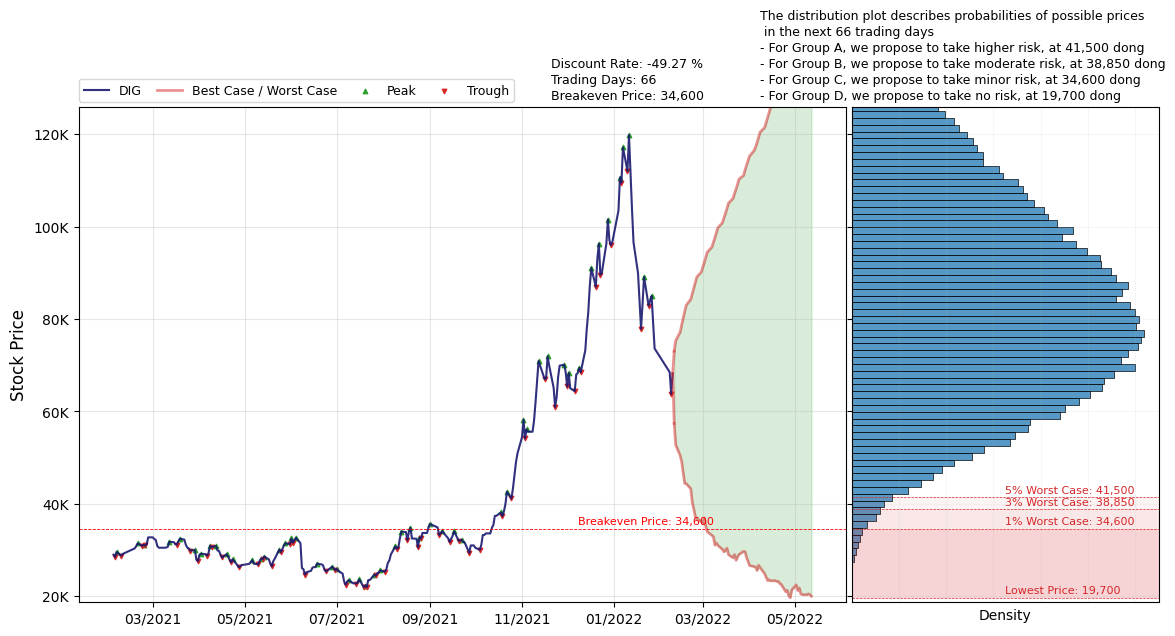 The distribution plot describes probabilities of possible prices
in the next 66 trading days
- For Group A, we propose to take higher risk, at 41,500 dong
- For Group B, we propose to take moderate risk, at 38,850 dong
- For Group C, we propose to take minor risk, at 34,600 dong
- For Group D, we propose to take no risk, at 19,700 dong
Discount Rate: -49.27 %
Trading Days: 66
Breakeven Price: 34,600
DIG
Best Case / Worst Case
Peak
Trough
Stock Price
120K
100K
80K
60K
40K
20K
Breakeven Price: 34,600
03/2021
05/2021
07/2021
09/2021
11/2021
01/2022
03/2022
05/2022
5% Worst Case: 41,500
3% Worst Case: 38,850
1% Worst Case: 34,600
Lowest Price: 19,700
Density